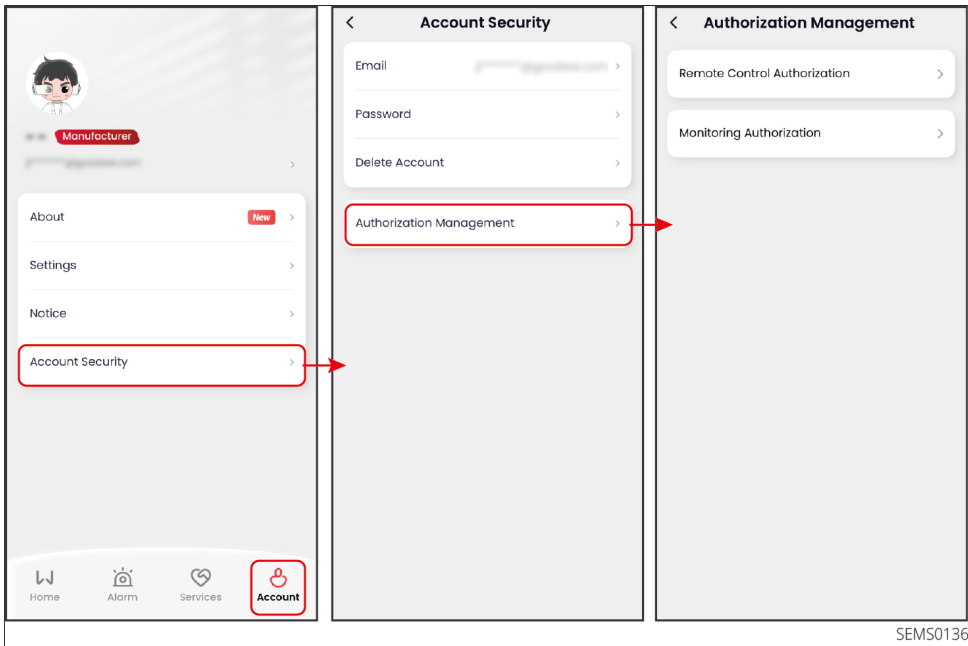 Manufacturer
About
New
Settings
Notice
Account Security
Home
Alarm
Services
Account
Account Security
Email
Password
Delete Account
Authorization Management
Authorization Management
Remote Control Authorization
Monitoring Authorization
SEMS0136